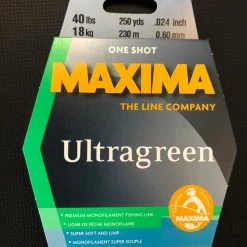 40 lbs 250 yds .024 inch
18 kg 230 m 0.60 mm
ONE SHOT
MAXIMA
THE LINE COMPANY
Ultragreen
• PREMIUM MONOFILAMENT FISHING LINE
• LIGNE DE PÊCHE MONOFILAIRE
• SUPER SOFT AND LIMP
• MONOFILAMENT SUPER SOUPLE
MAXIMA